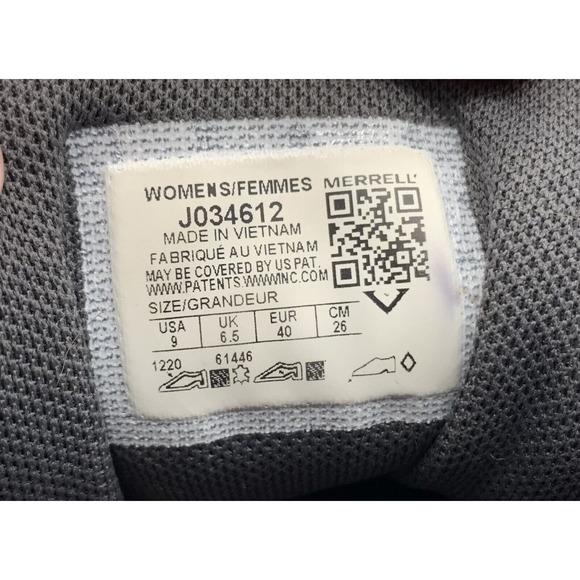 WOMENS/FEMMES MERRELL
J034612
MADE IN VIETNAM
FABRIQUÉ AU VIETNAM
MAY BE COVERED BY US PAT.
WWW.PATENTS.WWWINC.COM
SIZE/GRANDEUR
USA UK EUR CM
9 6.5 40 26
1220 61446